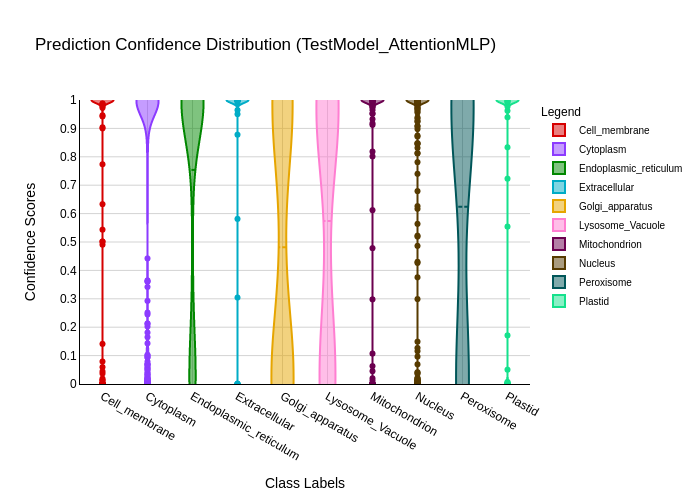 Prediction Confidence Distribution (TestModel_AttentionMLP)
Legend
Cell_membrane
Cytoplasm
Endoplasmic_reticulum
Extracellular
Golgi_apparatus
Lysosome_Vacuole
Mitochondrion
Nucleus
Peroxisome
Plastid
Confidence Scores
1
0.9
0.8
0.7
0.6
0.5
0.4
0.3
0.2
0.1
0
Cell_membrane
Cytoplasm
Endoplasmic_reticulum
Extracellular
Golgi_apparatus
Lysosome_Vacuole
Mitochondrion
Nucleus
Peroxisome
Plastid
Class Labels